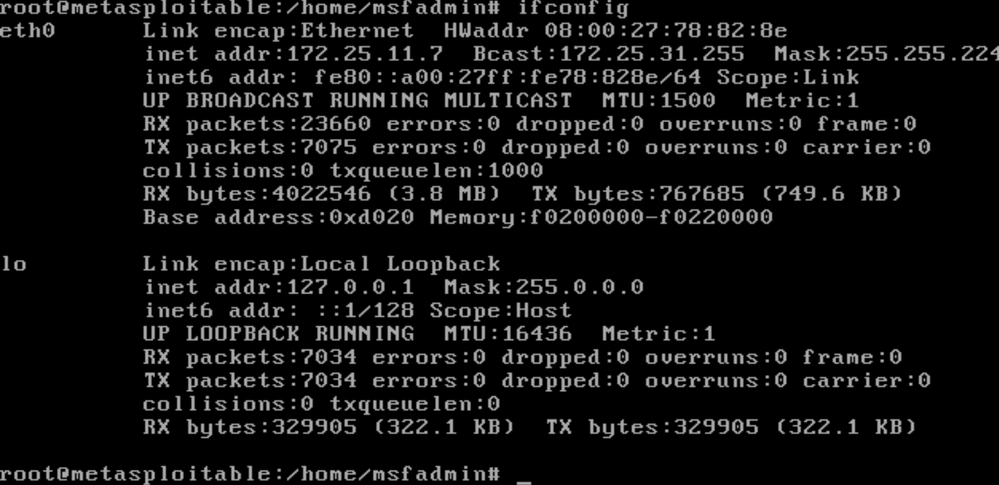 root@metasploitable:/home/msfadmin# ifconfig
eth0 Link encap:Ethernet HWaddr 08:00:27:78:82:8e
inet addr:172.25.11.7 Bcast:172.25.31.255 Mask:255.255.224
inet6 addr: fe80::a00:27ff:fe78:828e/64 Scope:Link
UP BROADCAST RUNNING MULTICAST MTU:1500 Metric:1
RX packets:23660 errors:0 dropped:0 overruns:0 frame:0
TX packets:7075 errors:0 dropped:0 overruns:0 carrier:0
collisions:0 txqueuelen:1000
RX bytes:4022546 (3.8 MB) TX bytes:767685 (749.6 KB)
Base address:0xd020 Memory:f0200000-f0220000
lo Link encap:Local Loopback
inet addr:127.0.0.1 Mask:255.0.0.0
inet6 addr: ::1/128 Scope:Host
UP LOOPBACK RUNNING MTU:16436 Metric:1
RX packets:7034 errors:0 dropped:0 overruns:0 frame:0
TX packets:7034 errors:0 dropped:0 overruns:0 carrier:0
collisions:0 txqueuelen:0
RX bytes:329905 (322.1 KB) TX bytes:329905 (322.1 KB)
root@metasploitable:/home/msfadmin# _